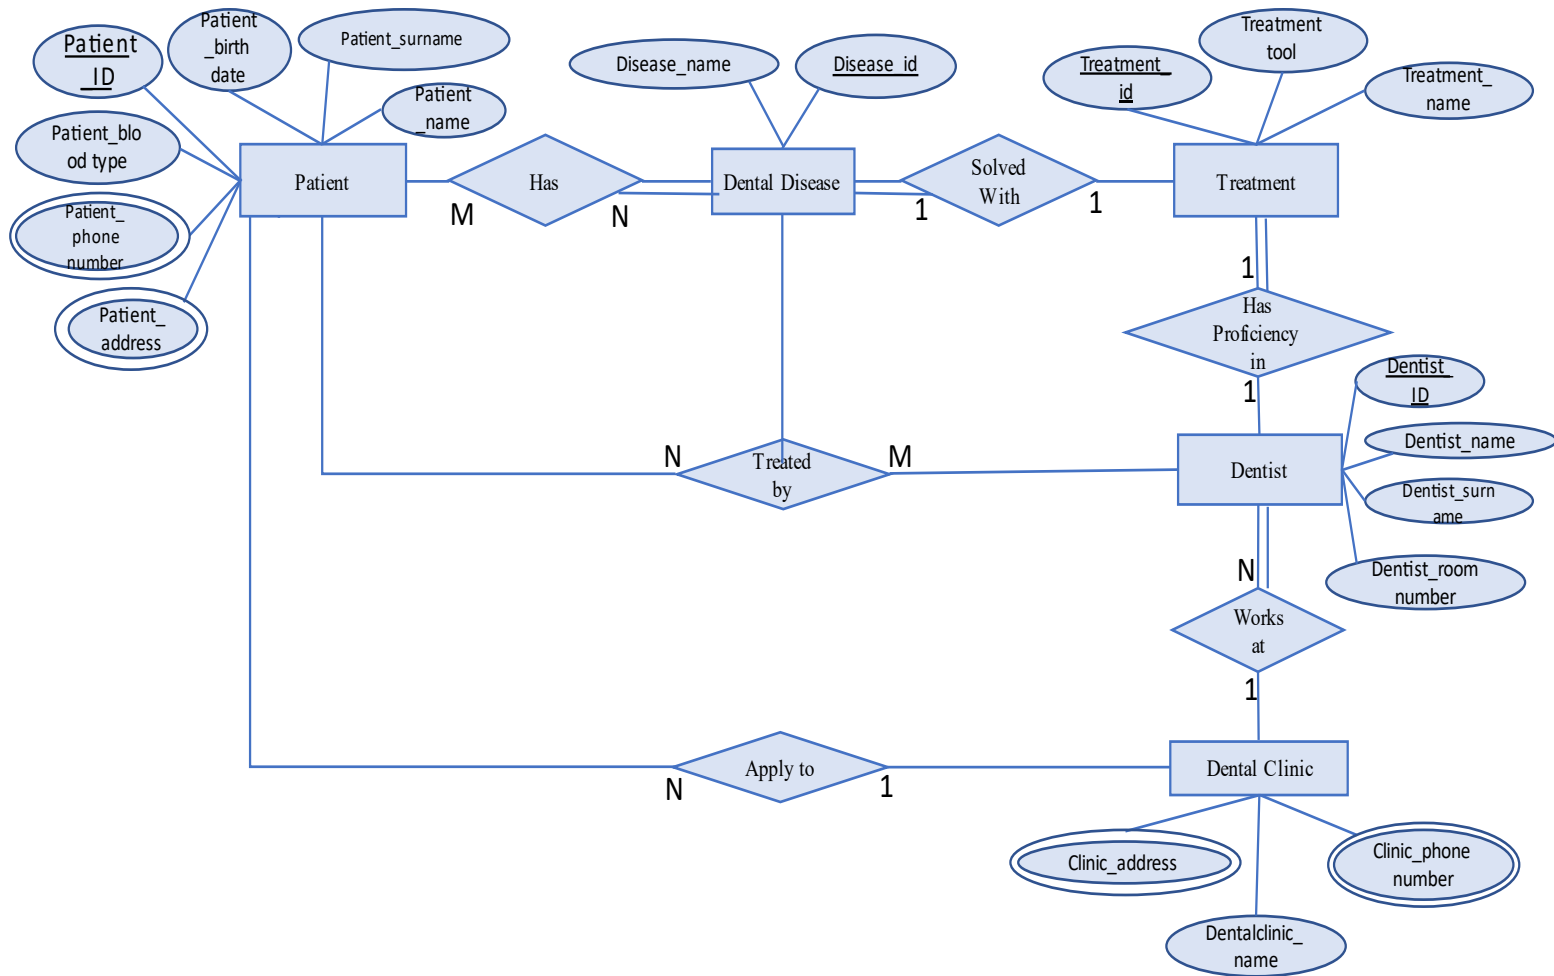 Patient
_ID
Patient
_birth
date
Patient_surname
Patient
_name
Patient_blo
od type
Patient_
phone
number
Patient_
address
Patient
M
Has
N
Disease_name
Disease_id
Dental Disease
1
Solved
With
1
Treatment_
id
Treatment
tool
Treatment_
name
Treatment
1
Has
Proficiency
in
1
Dentist_
ID
Dentist_name
Dentist_surn
ame
Dentist_room
number
Dentist
N
Treated
by
M
N
Works
at
1
N
Apply to
1
Dental Clinic
Clinic_address
Clinic_phone
number
Dentalclinic_
name